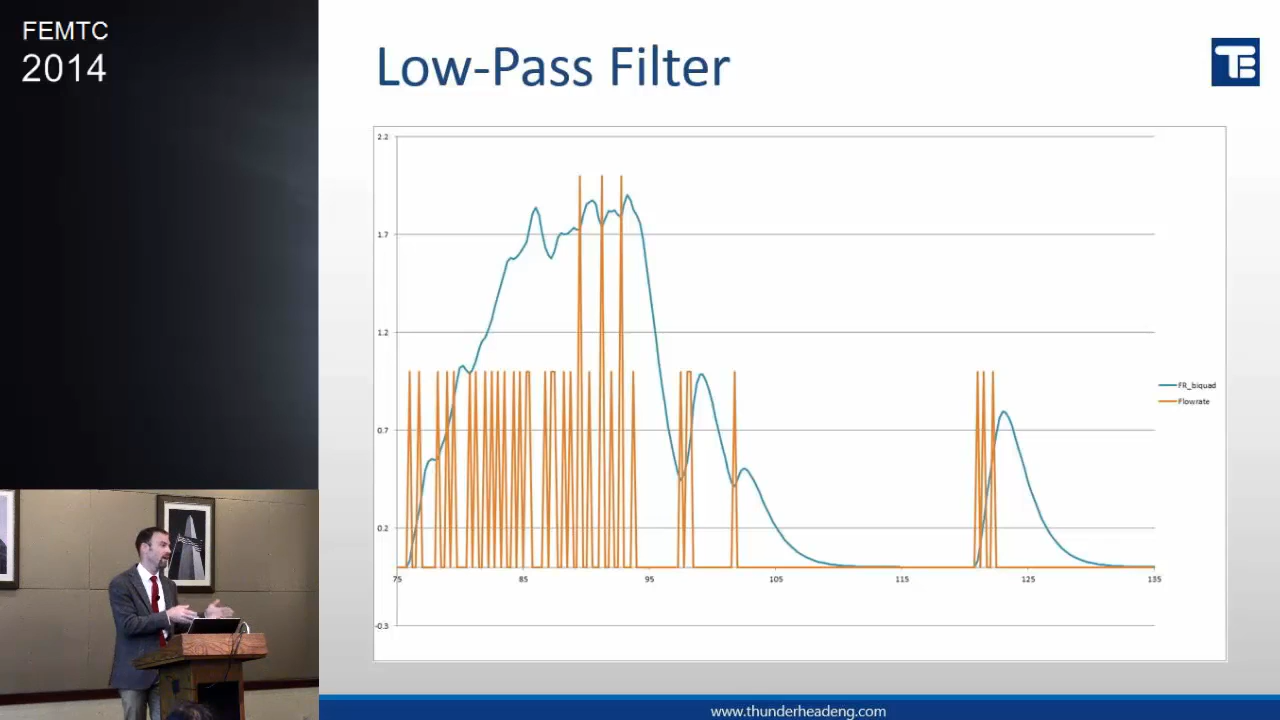 FEMTC
2014
Low-Pass Filter
TE
2.2
1.7
1.2
0.7
0.2
-0.3
75 85 95 105 115 125 135
FR_biquad
Flowrate
www.thunderheadeng.com